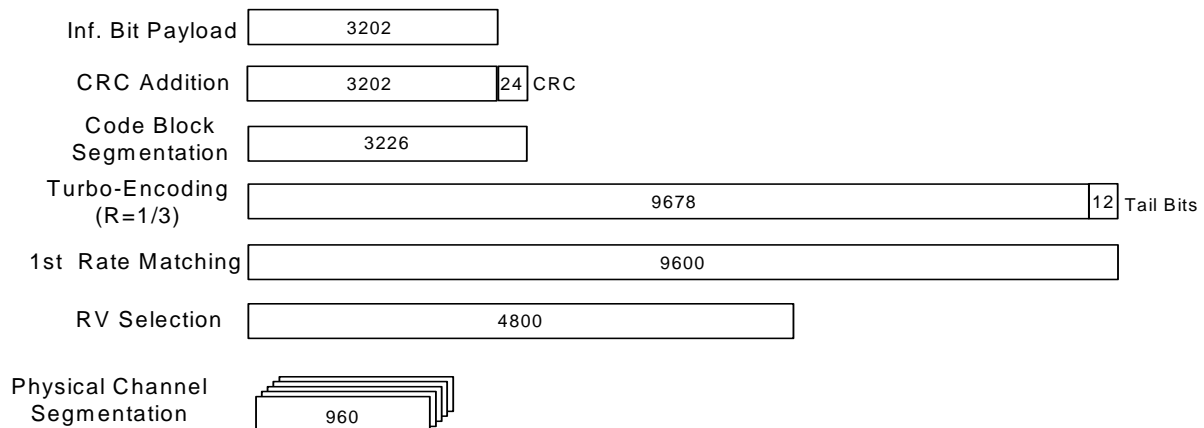 Inf. Bit Payload 3202
CRC Addition 3202 24 CRC
Code Block
Segmentation 3226
Turbo-Encoding
(R=1/3) 9678 12 Tail Bits
1st Rate Matching 9600
RV Selection 4800
Physical Channel
Segmentation 960